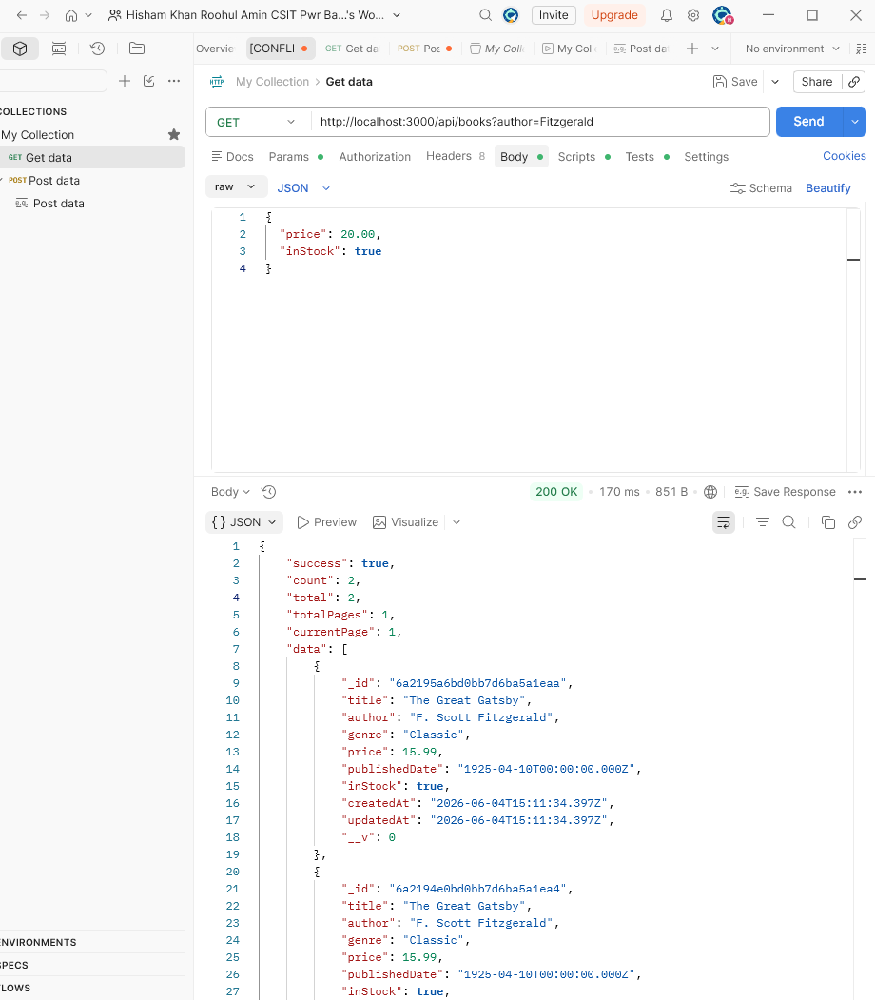 Hisham Khan Roohul Amin CSIT Pwr Ba...'s Wo...
Invite
Upgrade
Overvie
[CONFLI
GET Get da
POST Pos
My Coll
My Coll
e.g. Post da
No environment
COLLECTIONS
My Collection
GET Get data
POST Post data
e.g. Post data
HTTP
My Collection > Get data
Save
Share
GET
http://localhost:3000/api/books?author=Fitzgerald
Send
Docs
Params
Authorization
Headers 8
Body
Scripts
Tests
Settings
Cookies
raw
JSON
Schema
Beautify
1 {
2 "price": 20.00,
3 "inStock": true
4 }
Body
200 OK
170 ms
851 B
e.g. Save Response
{} JSON
Preview
Visualize
1 {
2 "success": true,
3 "count": 2,
4 "total": 2,
5 "totalPages": 1,
6 "currentPage": 1,
7 "data": [
8 {
9 "_id": "6a2195a6bd0bb7d6ba5a1eaa",
10 "title": "The Great Gatsby",
11 "author": "F. Scott Fitzgerald",
12 "genre": "Classic",
13 "price": 15.99,
14 "publishedDate": "1925-04-10T00:00:00.000Z",
15 "inStock": true,
16 "createdAt": "2026-06-04T15:11:34.397Z",
17 "updatedAt": "2026-06-04T15:11:34.397Z",
18 "__v": 0
19 },
20 {
21 "_id": "6a2194e0bd0bb7d6ba5a1ea4",
22 "title": "The Great Gatsby",
23 "author": "F. Scott Fitzgerald",
24 "genre": "Classic",
25 "price": 15.99,
26 "publishedDate": "1925-04-10T00:00:00.000Z",
27 "inStock": true,
ENVIRONMENTS
SPECS
FLOWS